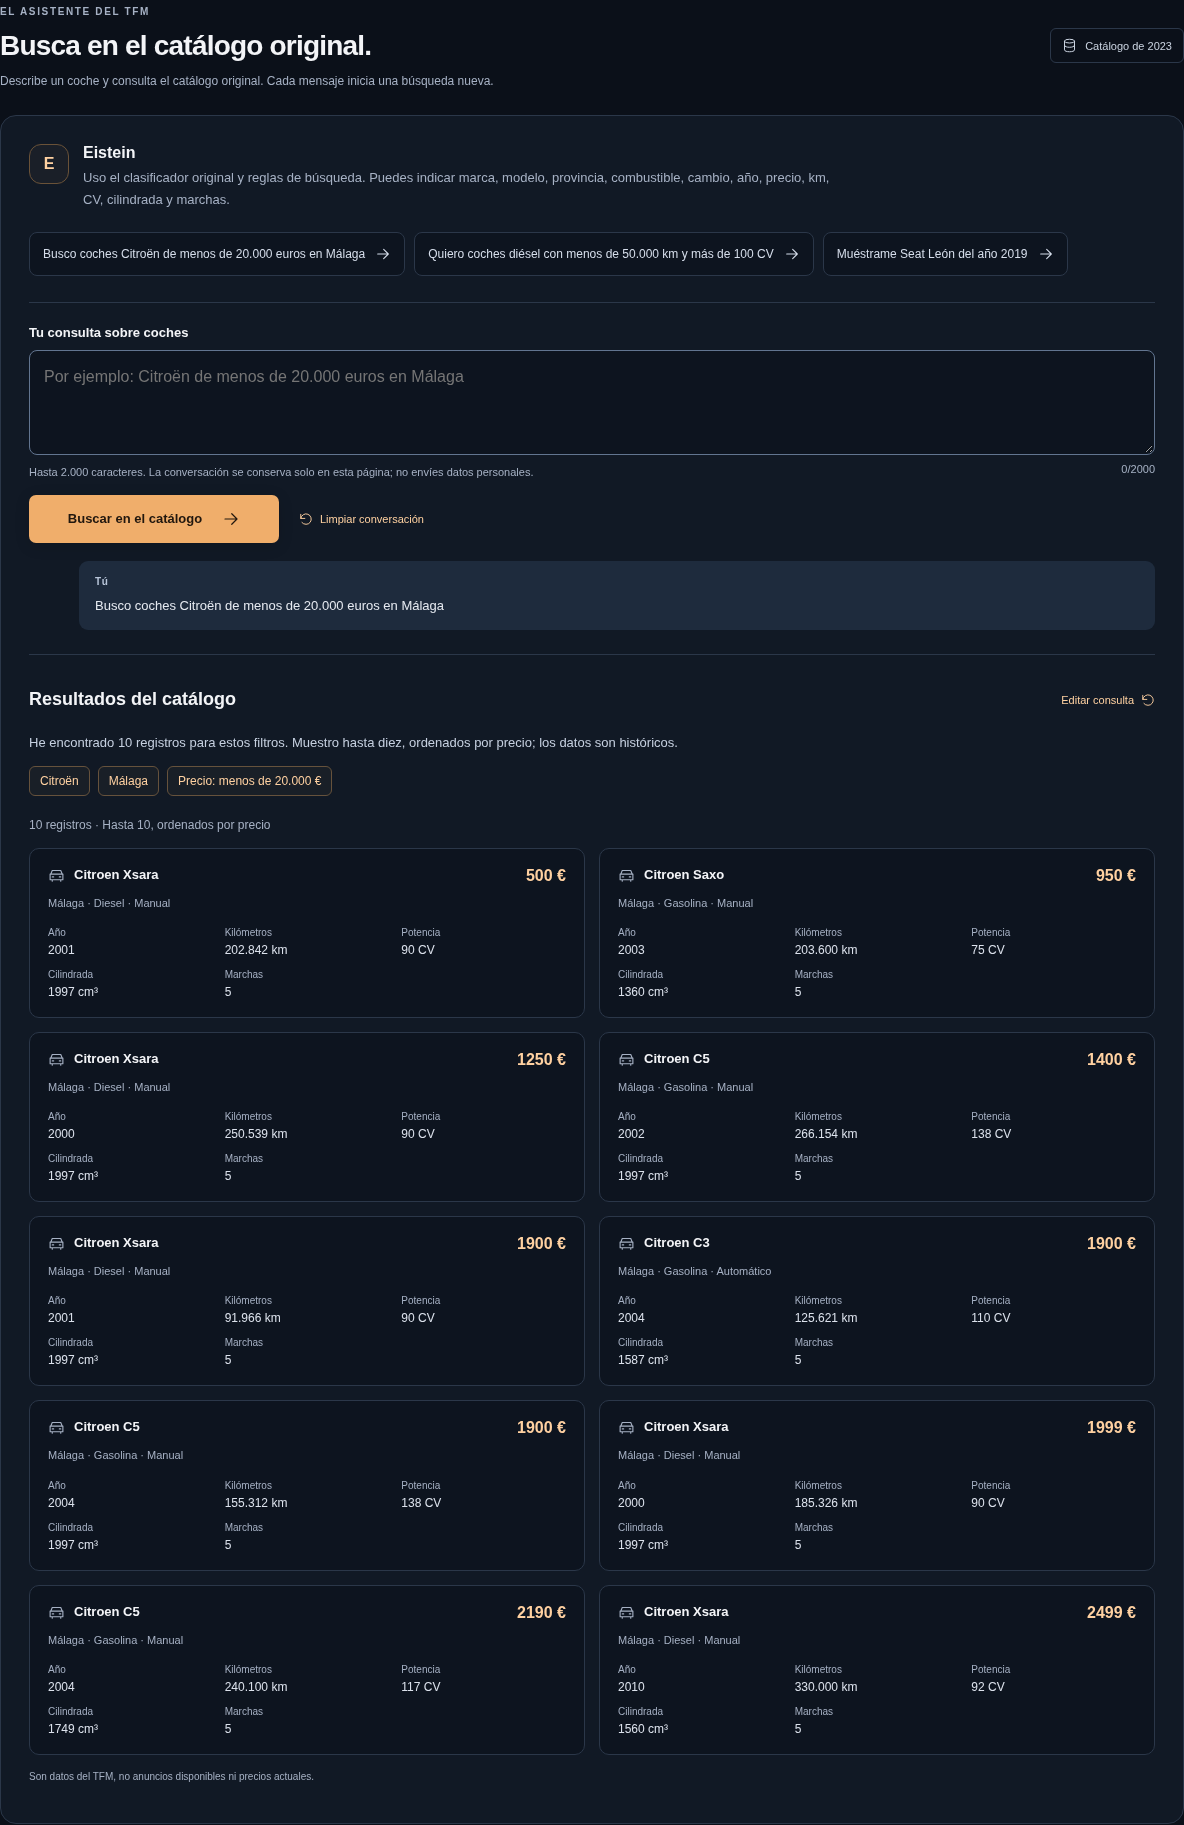 EL ASISTENTE DEL TFM
Busca en el catálogo original.
Catálogo de 2023
Describe un coche y consulta el catálogo original. Cada mensaje inicia una búsqueda nueva.
E
Eistein
Uso el clasificador original y reglas de búsqueda. Puedes indicar marca, modelo, provincia, combustible, cambio, año, precio, km,
CV, cilindrada y marchas.
Busco coches Citroën de menos de 20.000 euros en Málaga
Quiero coches diésel con menos de 50.000 km y más de 100 CV
Muéstrame Seat León del año 2019
Tu consulta sobre coches
Por ejemplo: Citroën de menos de 20.000 euros en Málaga
Hasta 2.000 caracteres. La conversación se conserva solo en esta página; no envíes datos personales.
0/2000
Buscar en el catálogo
Limpiar conversación
Tú
Busco coches Citroën de menos de 20.000 euros en Málaga
Resultados del catálogo
Editar consulta
He encontrado 10 registros para estos filtros. Muestro hasta diez, ordenados por precio; los datos son históricos.
Citroën
Málaga
Precio: menos de 20.000 €
10 registros · Hasta 10, ordenados por precio
Citroen Xsara 500 €
Málaga · Diesel · Manual
Año Kilómetros Potencia
2001 202.842 km 90 CV
Cilindrada Marchas
1997 cm³ 5
Citroen Saxo 950 €
Málaga · Gasolina · Manual
Año Kilómetros Potencia
2003 203.600 km 75 CV
Cilindrada Marchas
1360 cm³ 5
Citroen Xsara 1250 €
Málaga · Diesel · Manual
Año Kilómetros Potencia
2000 250.539 km 90 CV
Cilindrada Marchas
1997 cm³ 5
Citroen C5 1400 €
Málaga · Gasolina · Manual
Año Kilómetros Potencia
2002 266.154 km 138 CV
Cilindrada Marchas
1997 cm³ 5
Citroen Xsara 1900 €
Málaga · Diesel · Manual
Año Kilómetros Potencia
2001 91.966 km 90 CV
Cilindrada Marchas
1997 cm³ 5
Citroen C3 1900 €
Málaga · Gasolina · Automático
Año Kilómetros Potencia
2004 125.621 km 110 CV
Cilindrada Marchas
1587 cm³ 5
Citroen C5 1900 €
Málaga · Gasolina · Manual
Año Kilómetros Potencia
2004 155.312 km 138 CV
Cilindrada Marchas
1997 cm³ 5
Citroen Xsara 1999 €
Málaga · Diesel · Manual
Año Kilómetros Potencia
2000 185.326 km 90 CV
Cilindrada Marchas
1997 cm³ 5
Citroen C5 2190 €
Málaga · Gasolina · Manual
Año Kilómetros Potencia
2004 240.100 km 117 CV
Cilindrada Marchas
1749 cm³ 5
Citroen Xsara 2499 €
Málaga · Diesel · Manual
Año Kilómetros Potencia
2010 330.000 km 92 CV
Cilindrada Marchas
1560 cm³ 5
Son datos del TFM, no anuncios disponibles ni precios actuales.